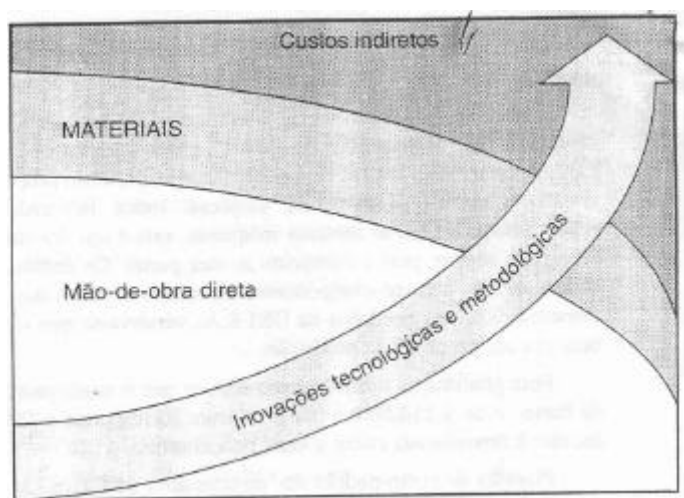 Custos indiretos
MATERIAIS
Mão-de-obra direta
Inovações tecnológicas e metodológicas